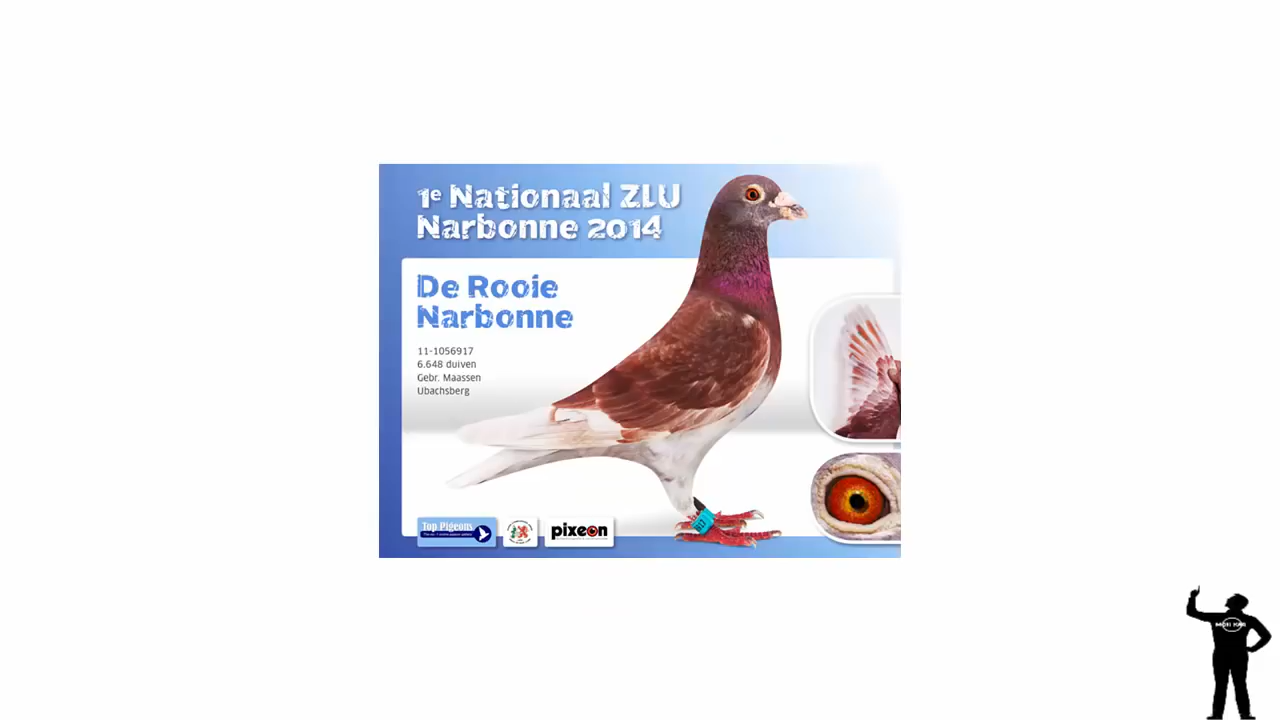 1e Nationaal ZLU
Narbonne 2014
De Rooie
Narbonne
11-1056917
6.648 duiven
Gebr. Maassen
Ubachsberg
Top Pigeons
pixeon